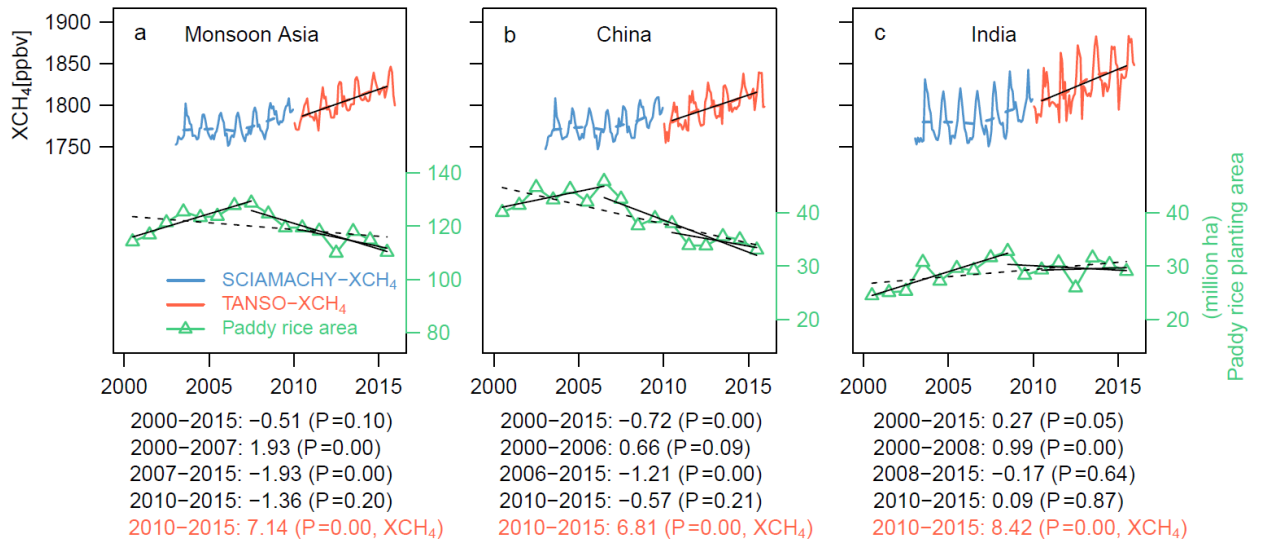 a Monsoon Asia
b China
c India
XCH₄[ppbv]
1900
1850
1800
1750
140
120
100
80
40
30
20
40
30
20
(million ha)
Paddy rice planting area
SCIAMACHY−XCH₄
TANSO−XCH₄
Paddy rice area
2000 2005 2010 2015
2000 2005 2010 2015
2000 2005 2010 2015
2000−2015: −0.51 (P=0.10)
2000−2007: 1.93 (P=0.00)
2007−2015: −1.93 (P=0.00)
2010−2015: −1.36 (P=0.20)
2010−2015: 7.14 (P=0.00, XCH₄)
2000−2015: −0.72 (P=0.00)
2000−2006: 0.66 (P=0.09)
2006−2015: −1.21 (P=0.00)
2010−2015: −0.57 (P=0.21)
2010−2015: 6.81 (P=0.00, XCH₄)
2000−2015: 0.27 (P=0.05)
2000−2008: 0.99 (P=0.00)
2008−2015: −0.17 (P=0.64)
2010−2015: 0.09 (P=0.87)
2010−2015: 8.42 (P=0.00, XCH₄)